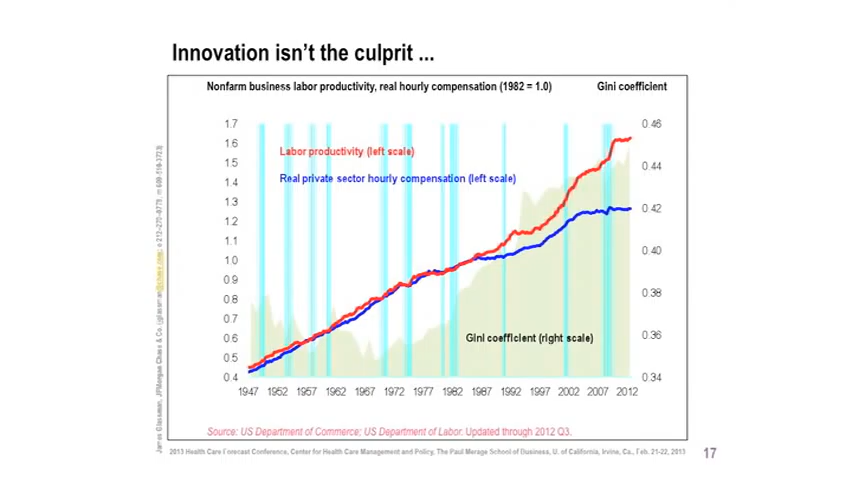 Innovation isn't the culprit ...
Nonfarm business labor productivity, real hourly compensation (1982 = 1.0) Gini coefficient
1.7 0.46
1.6
1.5 0.44
1.4
1.3 0.42
1.2
1.1 0.40
1.0
0.9 0.38
0.8
0.7 0.36
0.6
0.5
0.4 0.34
Labor productivity (left scale)
Real private sector hourly compensation (left scale)
Gini coefficient (right scale)
1947 1952 1957 1962 1967 1972 1977 1982 1987 1992 1997 2002 2007 2012
Source: US Department of Commerce; US Department of Labor. Updated through 2012 Q3.
James Glassman, JPMorgan Chase & Co.
2013 Health Care Forecast Conference, Center for Health Care Management and Policy, The Paul Merage School of Business, U. of California, Irvine, Ca., Feb. 21-22, 2013
17